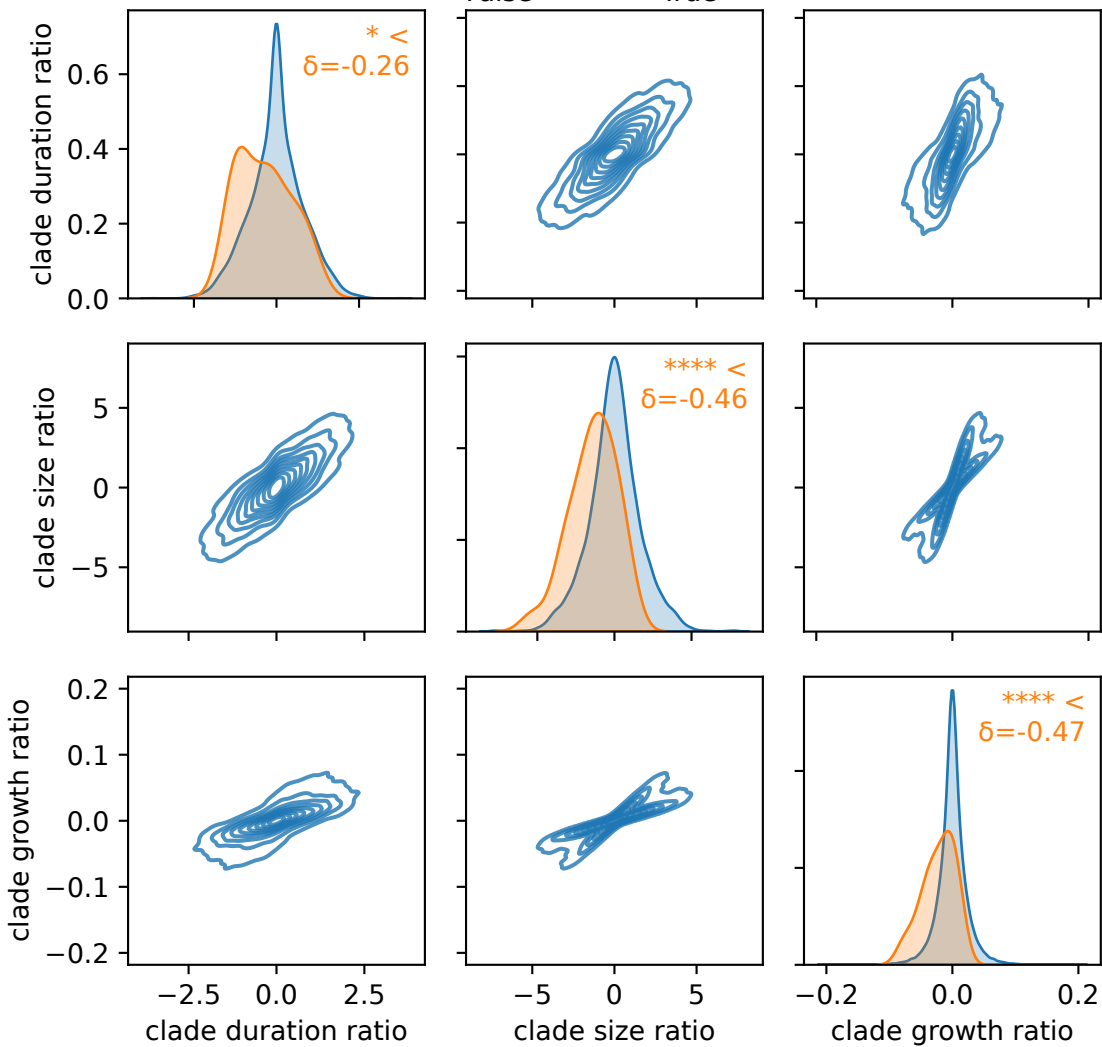 * <
δ=-0.26
clade duration ratio
0.6
0.4
0.2
0.0
**** <
δ=-0.46
clade size ratio
5
0
−5
**** <
δ=-0.47
clade growth ratio
0.2
0.1
0.0
−0.1
−0.2
−2.5 0.0 2.5
−5 0 5
−0.2 0.0 0.2
clade duration ratio
clade size ratio
clade growth ratio